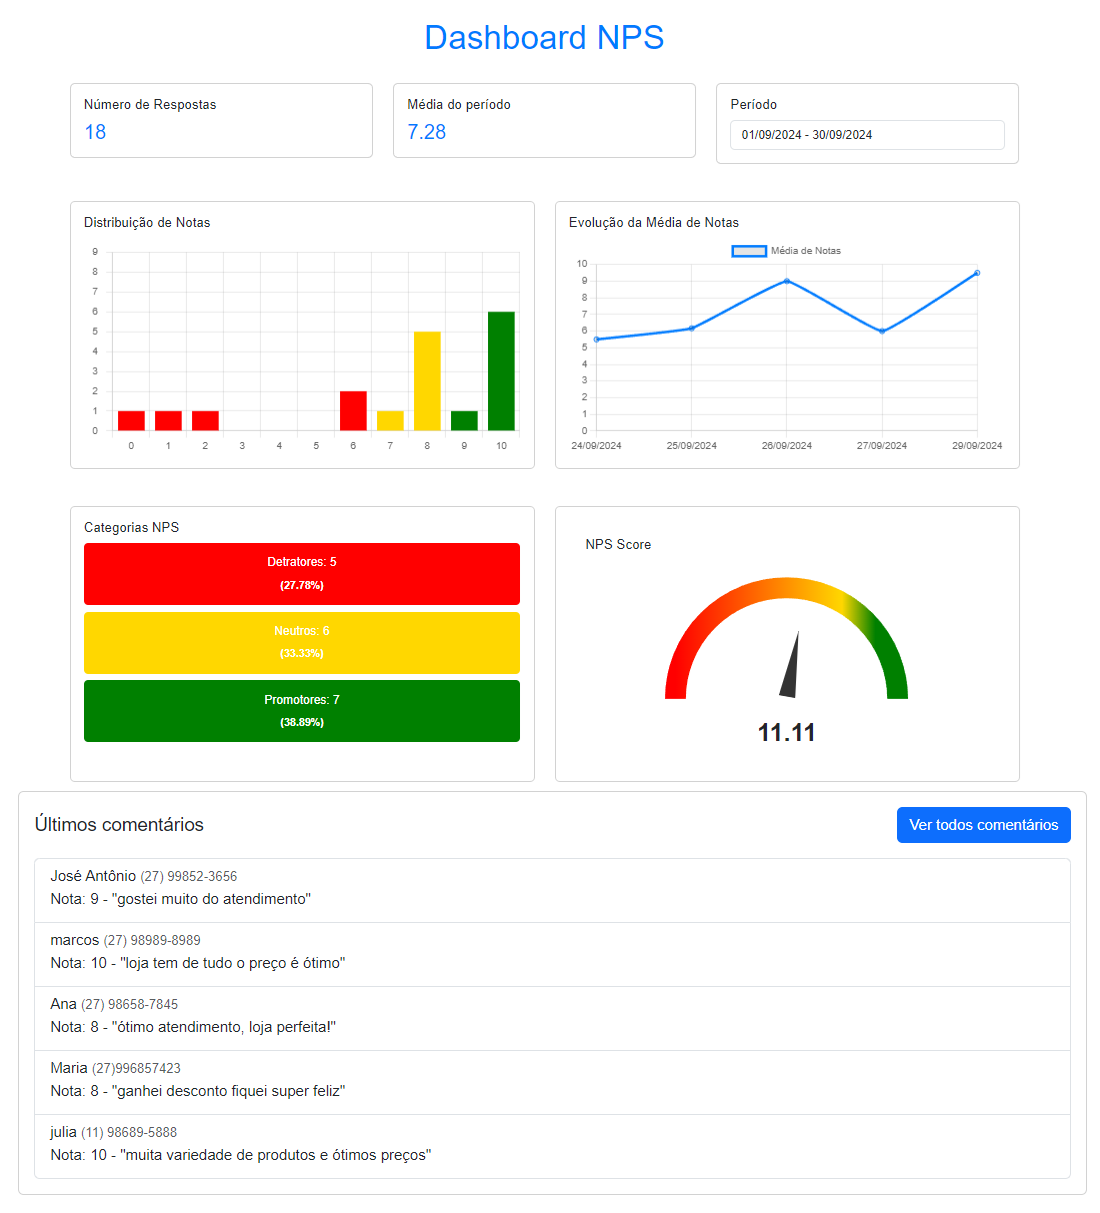 Dashboard NPS
Número de Respostas
18
Média do período
7.28
Período
01/09/2024 - 30/09/2024
Distribuição de Notas
9
8
7
6
5
4
3
2
1
0
0 1 2 3 4 5 6 7 8 9 10
Evolução da Média de Notas
Média de Notas
10
9
8
7
6
5
4
3
2
1
0
24/09/2024 25/09/2024 26/09/2024 27/09/2024 29/09/2024
Categorias NPS
Detratores: 5
(27.78%)
Neutros: 6
(33.33%)
Promotores: 7
(38.89%)
NPS Score
11.11
Últimos comentários
Ver todos comentários
José Antônio (27) 99852-3656
Nota: 9 - "gostei muito do atendimento"
marcos (27) 98989-8989
Nota: 10 - "loja tem de tudo o preço é ótimo"
Ana (27) 98658-7845
Nota: 8 - "ótimo atendimento, loja perfeita!"
Maria (27)996857423
Nota: 8 - "ganhei desconto fiquei super feliz"
julia (11) 98689-5888
Nota: 10 - "muita variedade de produtos e ótimos preços"